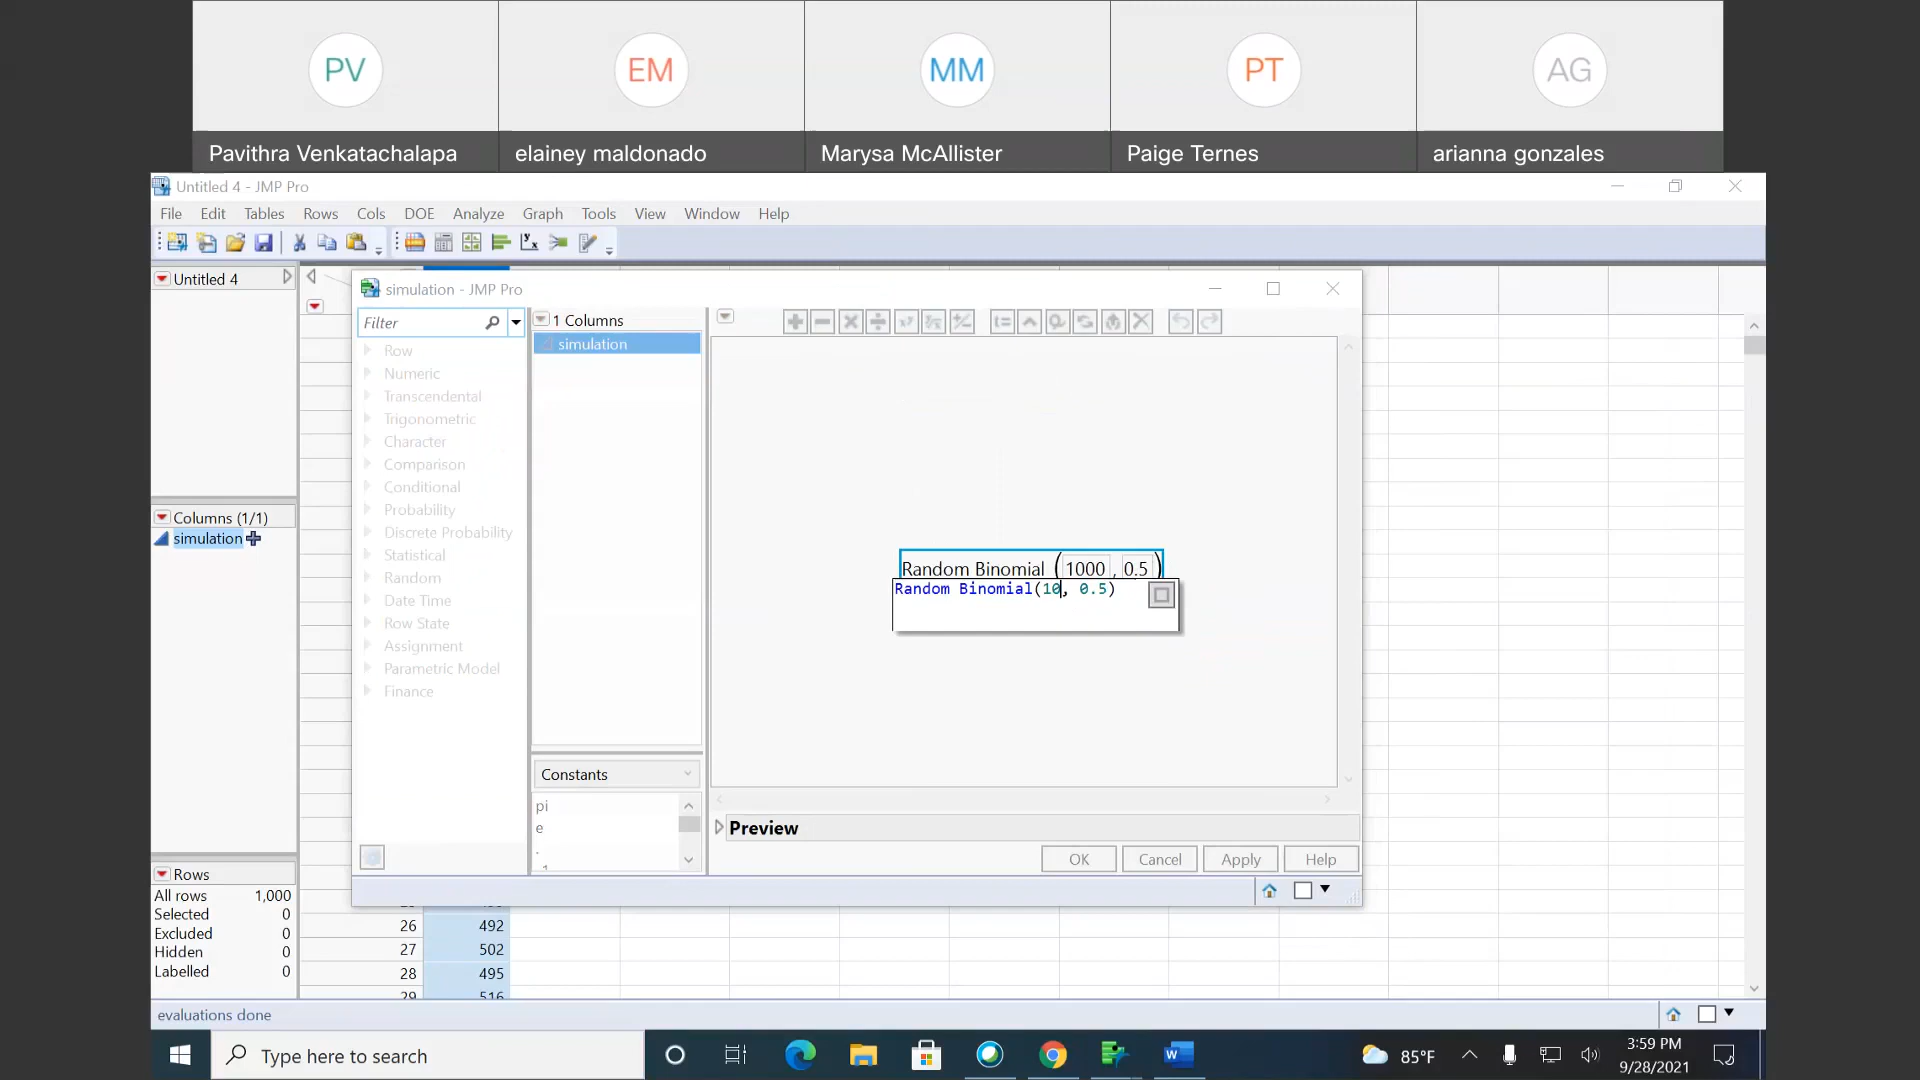 PV
EM
MM
PT
AG
Pavithra Venkatachalapa
elainey maldonado
Marysa McAllister
Paige Ternes
arianna gonzales
Untitled 4 - JMP Pro
File Edit Tables Rows Cols DOE Analyze Graph Tools View Window Help
Untitled 4
simulation - JMP Pro
Filter
1 Columns
simulation
Row
Numeric
Transcendental
Trigonometric
Character
Comparison
Conditional
Probability
Discrete Probability
Statistical
Random
Date Time
Row State
Assignment
Parametric Model
Finance
Random Binomial (1000, 0.5)
Random Binomial(10, 0.5)
Constants
pi
e
Preview
OK Cancel Apply Help
Columns (1/1)
simulation
Rows
All rows 1,000
Selected 0
Excluded 0
Hidden 0
Labelled 0
26 492
27 502
28 495
29 516
evaluations done
Type here to search
85°F
3:59 PM
9/28/2021